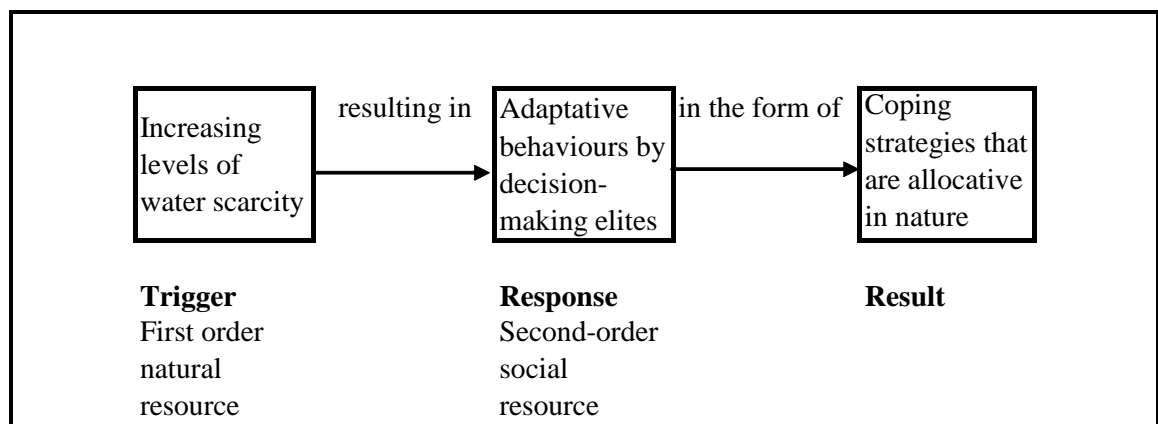 Increasing
levels of
water scarcity
resulting in
Adaptative
behaviours by
decision-
making elites
in the form of
Coping
strategies that
are allocative
in nature
Trigger
First order
natural
resource
Response
Second-order
social
resource
Result